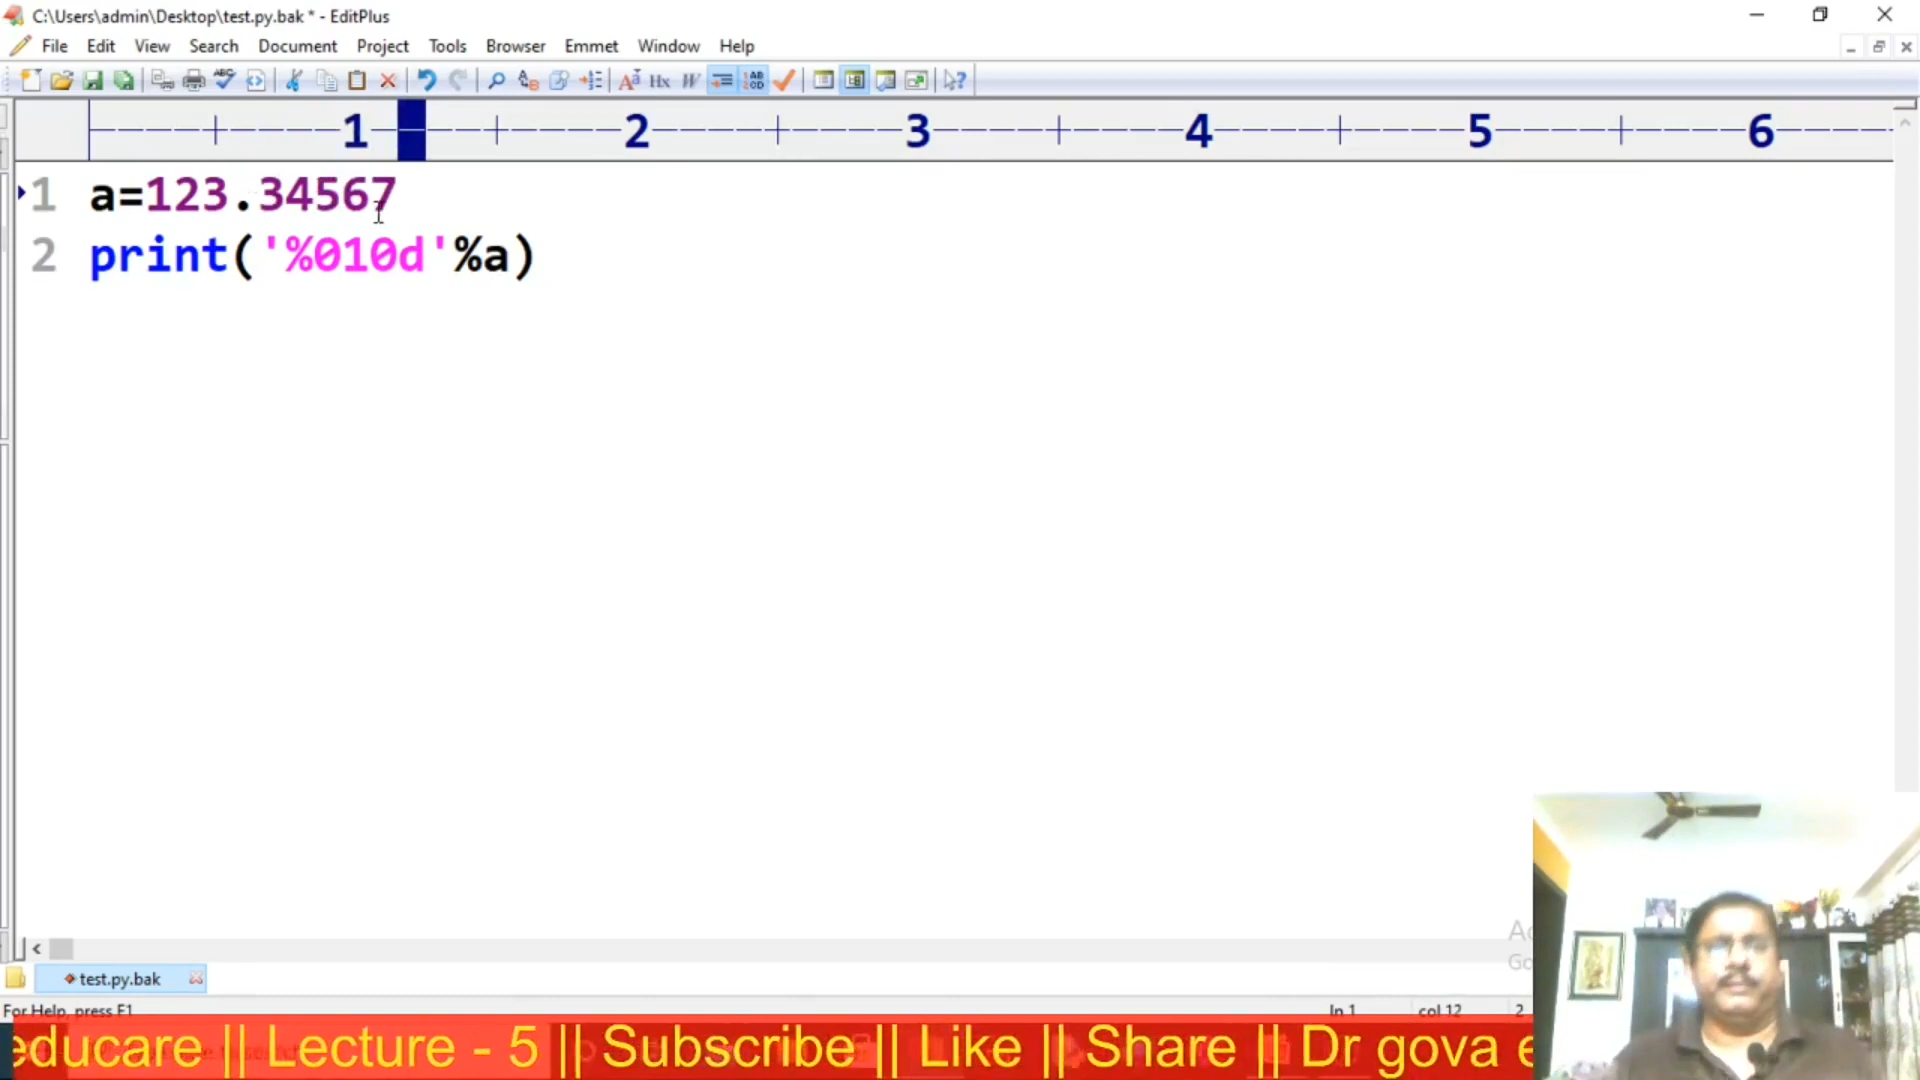 C:\Users\admin\Desktop\test.py.bak * - EditPlus
File Edit View Search Document Project Tools Browser Emmet Window Help
1 2 3 4 5 6
1 a=123.34567
2 print('%010d'%a)
test.py.bak
For Help, press F1 ln 1 col 12 2
educare || Lecture - 5 || Subscribe || Like || Share || Dr gova e